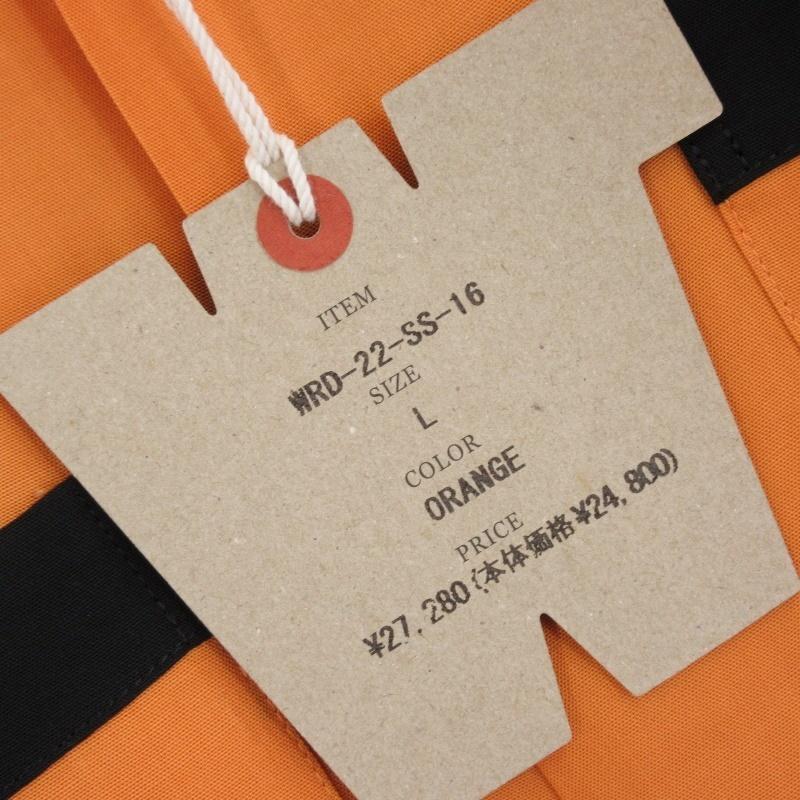 ITEM
WRD-22-SS-16
SIZE
L
COLOR
ORANGE
PRICE
¥27,280(本体価格¥24,800)